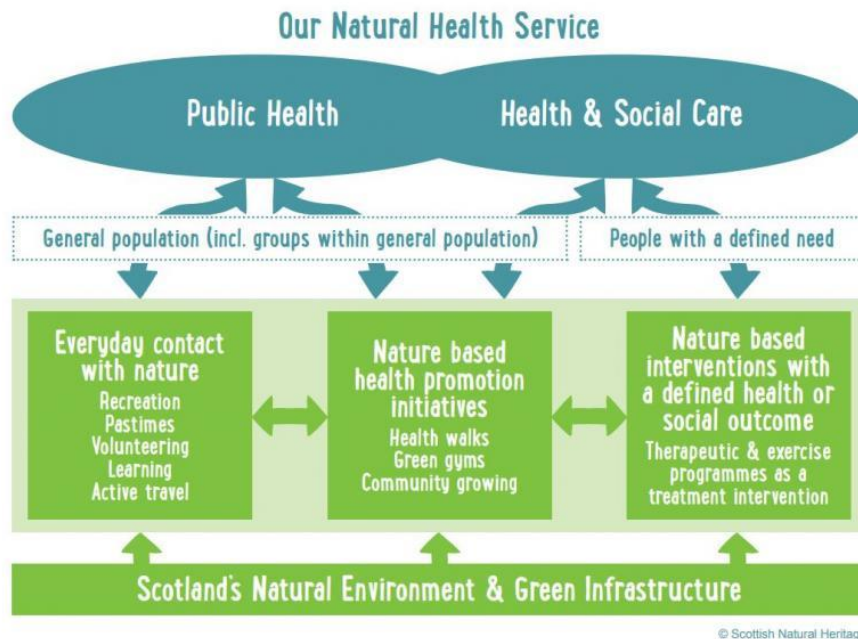 Our Natural Health Service
Public Health
Health & Social Care
General population (incl. groups within general population)
People with a defined need
Everyday contact
with nature
Recreation
Pastimes
Volunteering
Learning
Active travel
Nature based
health promotion
initiatives
Health walks
Green gyms
Community growing
Nature based
interventions with
a defined health or
social outcome
Therapeutic & exercise
programmes as a
treatment intervention
Scotland's Natural Environment & Green Infrastructure
© Scottish Natural Heritag